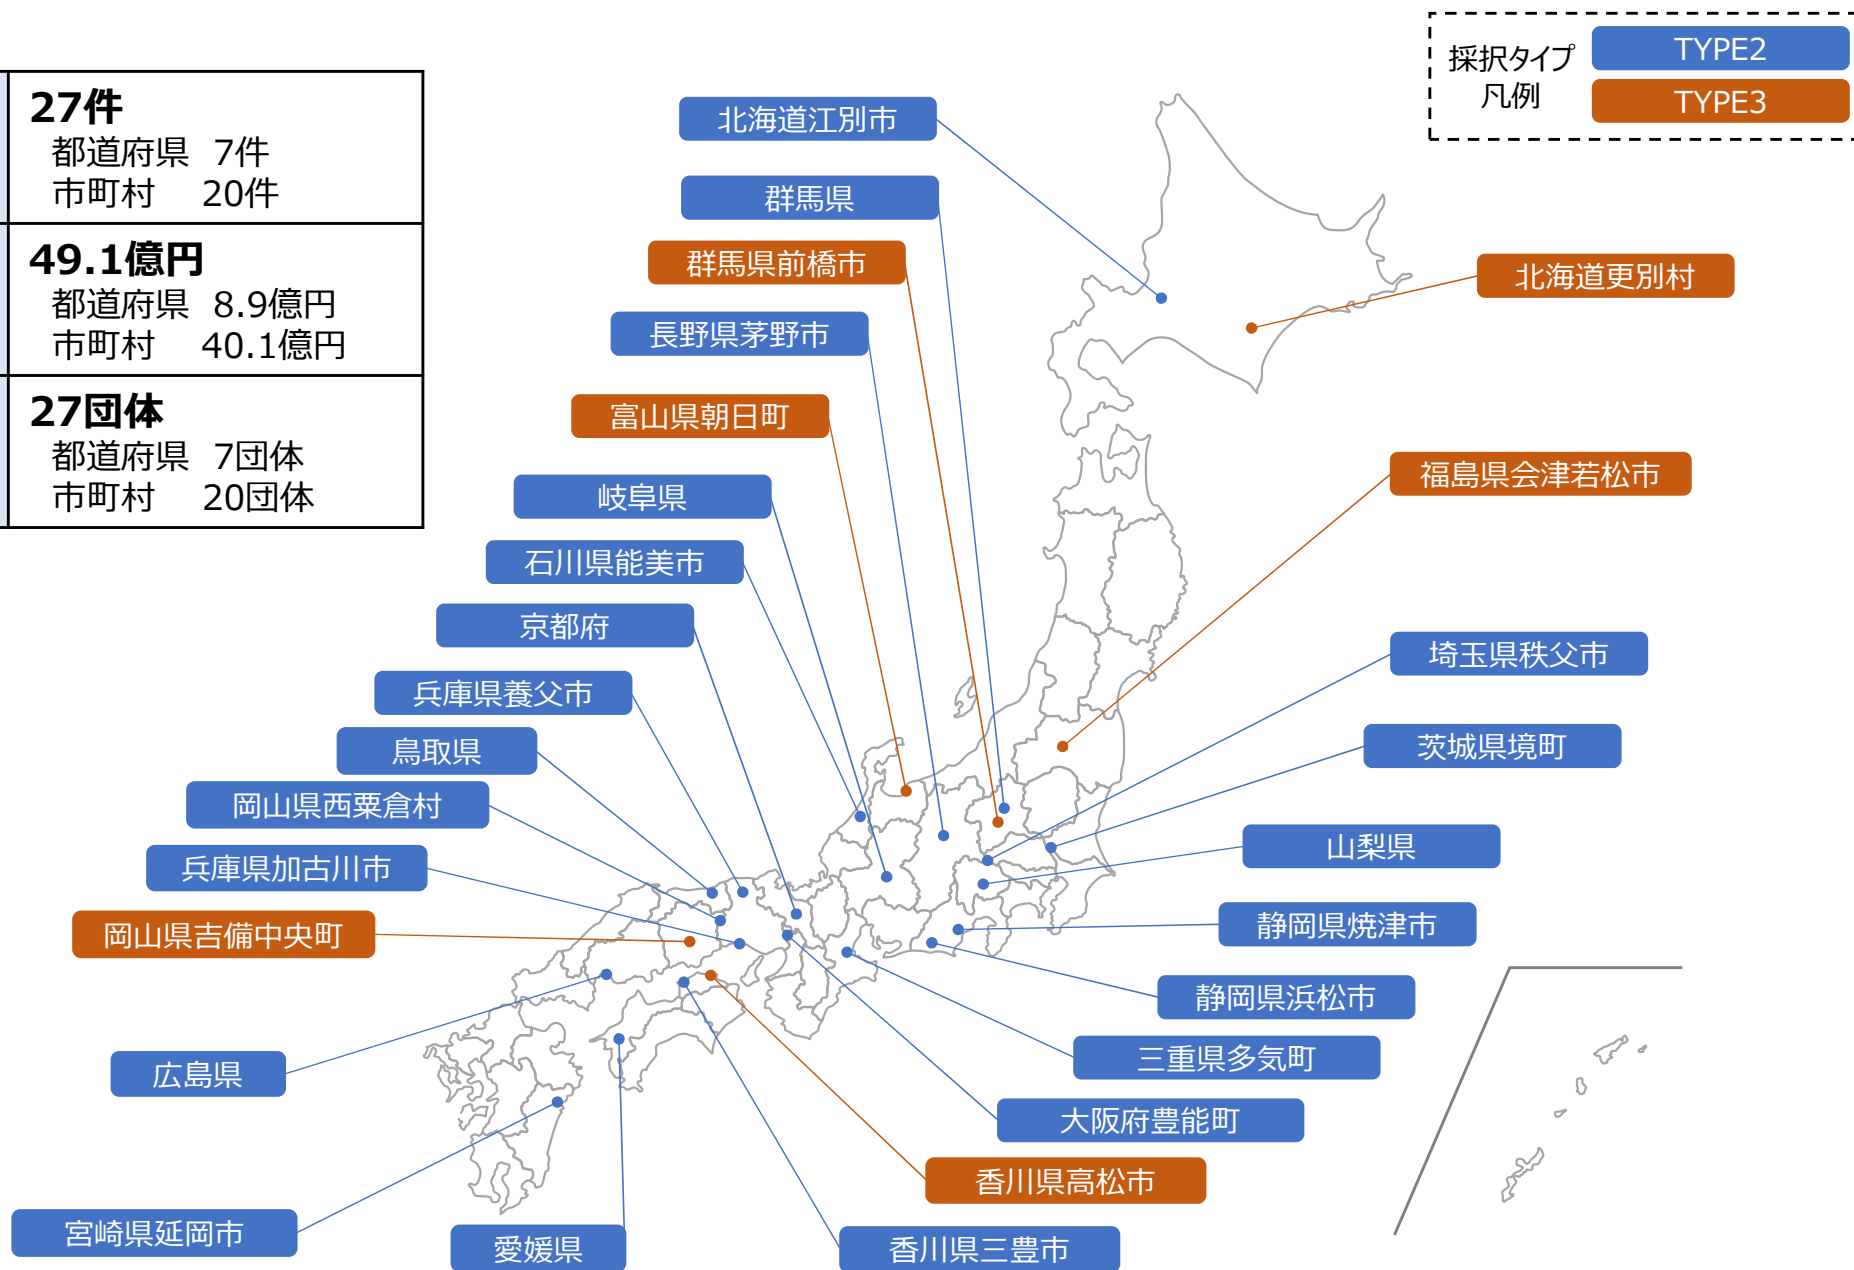 採択タイプ
凡例
TYPE2
TYPE3
27件
都道府県 7件
市町村 20件
49.1億円
都道府県 8.9億円
市町村 40.1億円
27団体
都道府県 7団体
市町村 20団体
北海道江別市
群馬県
群馬県前橋市
北海道更別村
長野県茅野市
富山県朝日町
福島県会津若松市
岐阜県
石川県能美市
京都府
埼玉県秩父市
兵庫県養父市
茨城県境町
鳥取県
岡山県西粟倉村
山梨県
兵庫県加古川市
静岡県焼津市
岡山県吉備中央町
静岡県浜松市
三重県多気町
広島県
大阪府豊能町
香川県高松市
宮崎県延岡市
愛媛県
香川県三豊市